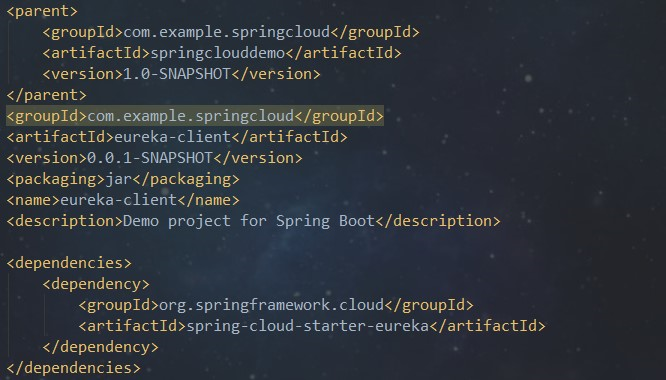 <parent>
<groupId>com.example.springcloud</groupId>
<artifactId>springclouddemo</artifactId>
<version>1.0-SNAPSHOT</version>
</parent>
<groupId>com.example.springcloud</groupId>
<artifactId>eureka-client</artifactId>
<version>0.0.1-SNAPSHOT</version>
<packaging>jar</packaging>
<name>eureka-client</name>
<description>Demo project for Spring Boot</description>
<dependencies>
<dependency>
<groupId>org.springframework.cloud</groupId>
<artifactId>spring-cloud-starter-eureka</artifactId>
</dependency>
</dependencies>